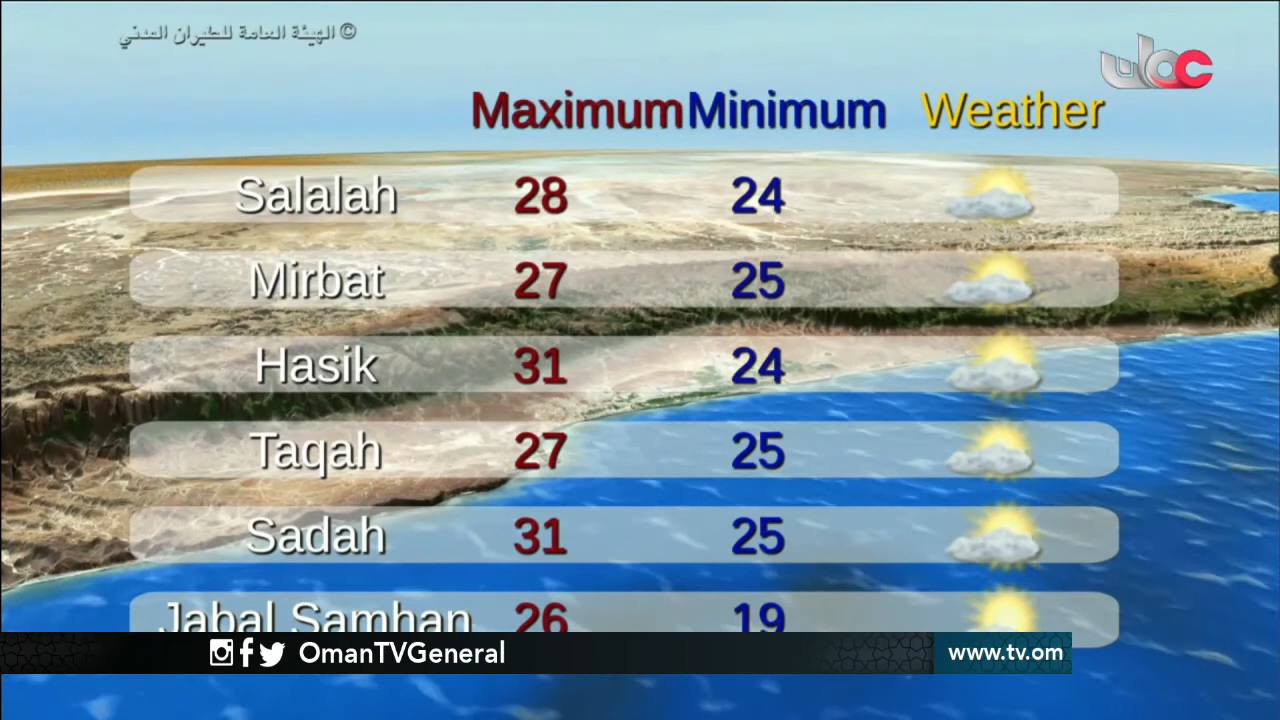 © الهيئة العامة للطيران المدني
عمان
Maximum Minimum Weather
Salalah 28 24
Mirbat 27 25
Hasik 31 24
Taqah 27 25
Sadah 31 25
Jabal Samhan 26 19
OmanTVGeneral www.tv.om